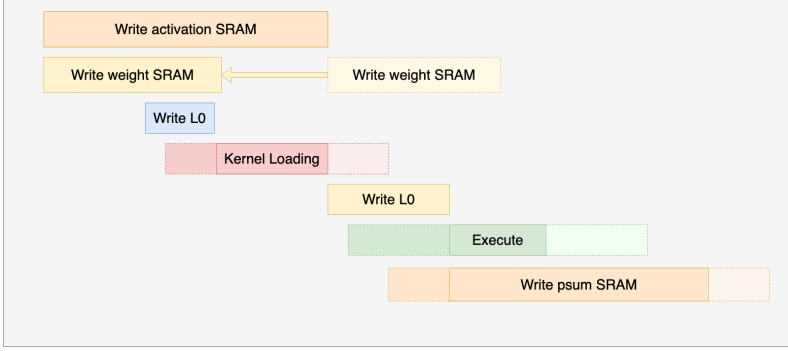 Write activation SRAM
Write weight SRAM
Write weight SRAM
Write L0
Kernel Loading
Write L0
Execute
Write psum SRAM